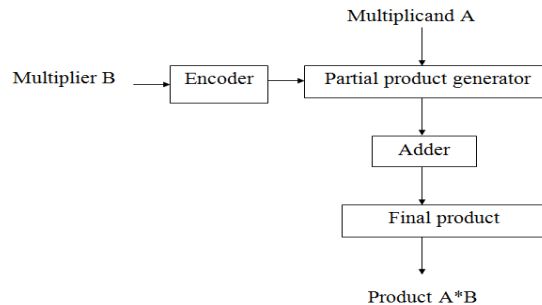 Multiplicand A
Multiplier B
Encoder
Partial product generator
Adder
Final product
Product A*B